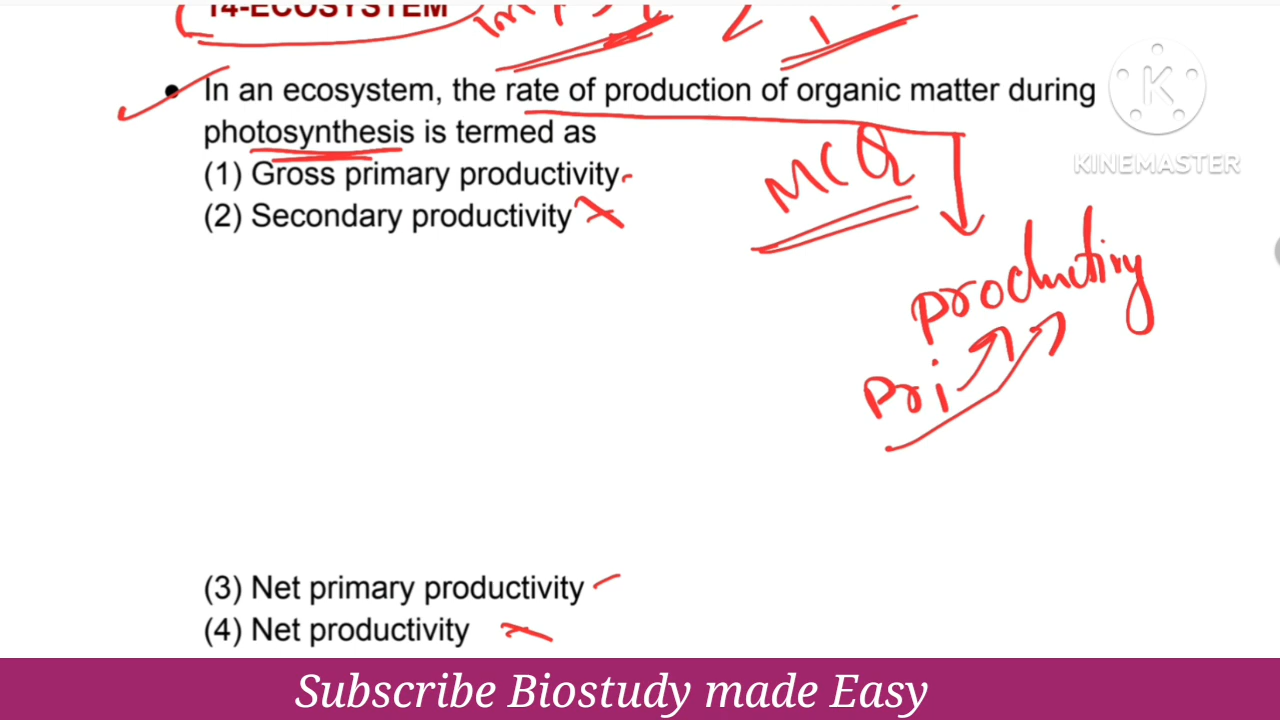 14-ECOSYSTEM
In an ecosystem, the rate of production of organic matter during
photosynthesis is termed as
(1) Gross primary productivity
(2) Secondary productivity
MCQ
K
KINEMASTER
Pri
(3) Net primary productivity
(4) Net productivity
Subscribe Biostudy made Easy